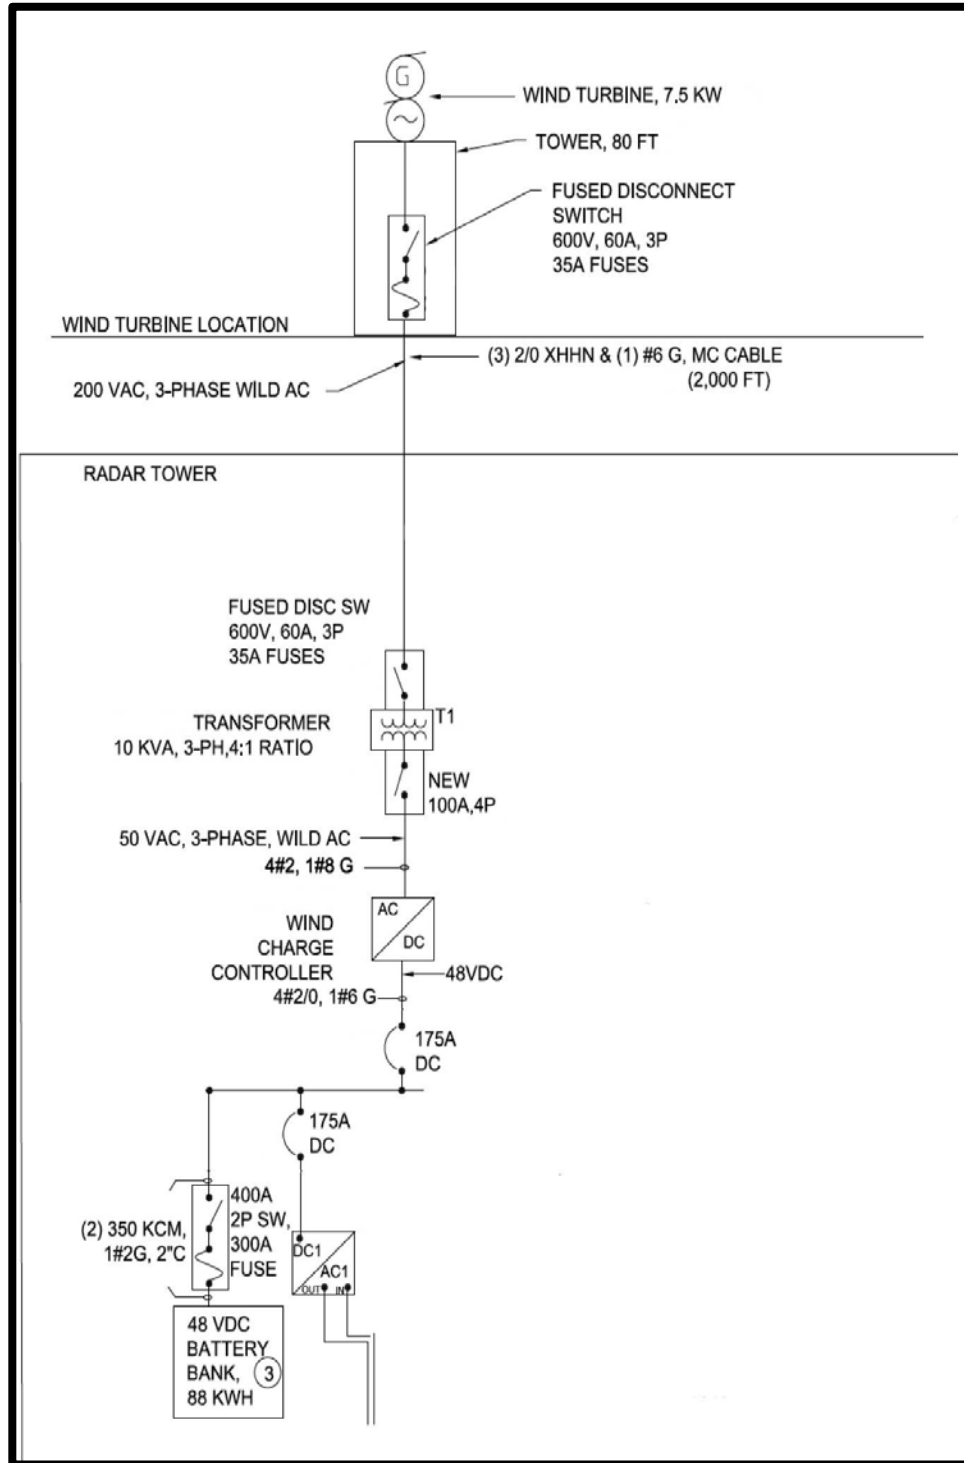 G
WIND TURBINE, 7.5 KW
TOWER, 80 FT
FUSED DISCONNECT
SWITCH
600V, 60A, 3P
35A FUSES
WIND TURBINE LOCATION
(3) 2/0 XHHN & (1) #6 G, MC CABLE
(2,000 FT)
200 VAC, 3-PHASE WILD AC
RADAR TOWER
FUSED DISC SW
600V, 60A, 3P
35A FUSES
T1
TRANSFORMER
10 KVA, 3-PH,4:1 RATIO
NEW
100A,4P
50 VAC, 3-PHASE, WILD AC
4#2, 1#8 G
AC
DC
WIND
CHARGE
CONTROLLER
48VDC
4#2/0, 1#6 G
175A
DC
175A
DC
400A
2P SW,
300A
FUSE
(2) 350 KCM,
1#2G, 2"C
DC1
AC1
OUT IN
48 VDC
BATTERY
BANK, 3
88 KWH